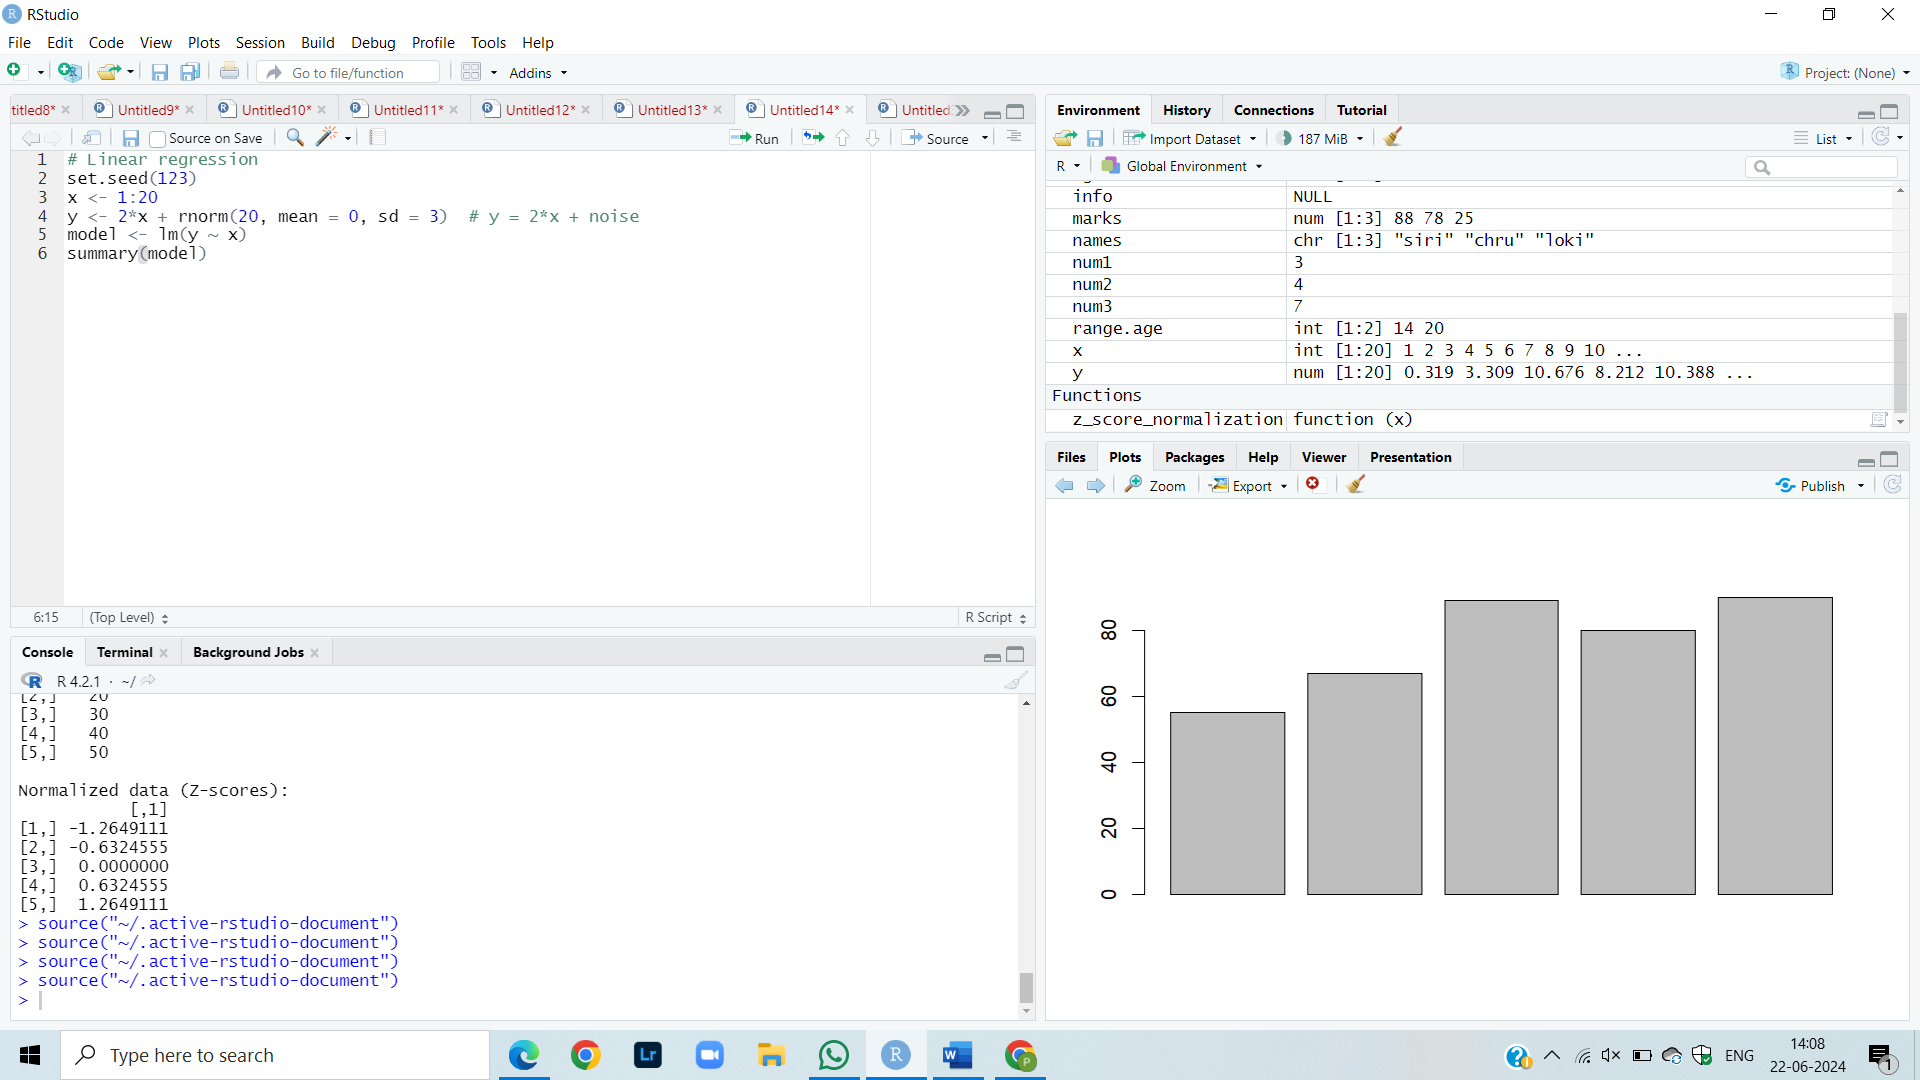 RStudio
File Edit Code View Plots Session Build Debug Profile Tools Help
Go to file/function Addins Project: (None)
titled8* Untitled9* Untitled10* Untitled11* Untitled12* Untitled13* Untitled14* Untitled
Source on Save Run Source
1 # Linear regression
2 set.seed(123)
3 x <- 1:20
4 y <- 2*x + rnorm(20, mean = 0, sd = 3)  # y = 2*x + noise
5 model <- lm(y ~ x)
6 summary(model)
6:15 (Top Level) R Script
Console Terminal Background Jobs
R 4.2.1 · ~/
[2,] 20
[3,] 30
[4,] 40
[5,] 50
Normalized data (Z-scores):
[,1]
[1,] -1.2649111
[2,] -0.6324555
[3,] 0.0000000
[4,] 0.6324555
[5,] 1.2649111
> source("~/.active-rstudio-document")
> source("~/.active-rstudio-document")
> source("~/.active-rstudio-document")
> source("~/.active-rstudio-document")
>
Environment History Connections Tutorial
Import Dataset 187 MiB List
R Global Environment
info NULL
marks num [1:3] 88 78 25
names chr [1:3] "siri" "chru" "loki"
num1 3
num2 4
num3 7
range.age int [1:2] 14 20
x int [1:20] 1 2 3 4 5 6 7 8 9 10 ...
y num [1:20] 0.319 3.309 10.676 8.212 10.388 ...
Functions
z_score_normalization function (x)
Files Plots Packages Help Viewer Presentation
Zoom Export Publish
80
60
40
20
0
Type here to search
Lr
R
W
P
ENG
14:08
22-06-2024
1